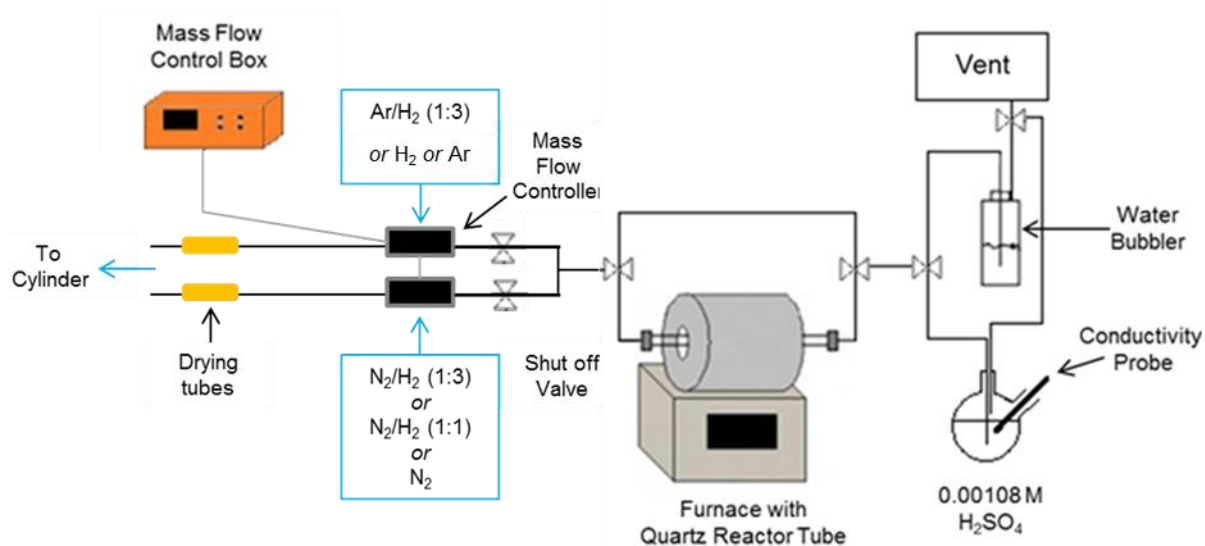 Mass Flow
Control Box
Ar/H₂ (1:3)
or H₂ or Ar
Mass
Flow
Controller
To
Cylinder
Drying
tubes
N₂/H₂ (1:3)
or
N₂/H₂ (1:1)
or
N₂
Shut off
Valve
Furnace with
Quartz Reactor Tube
Vent
Water
Bubbler
Conductivity
Probe
0.00108 M
H₂SO₄